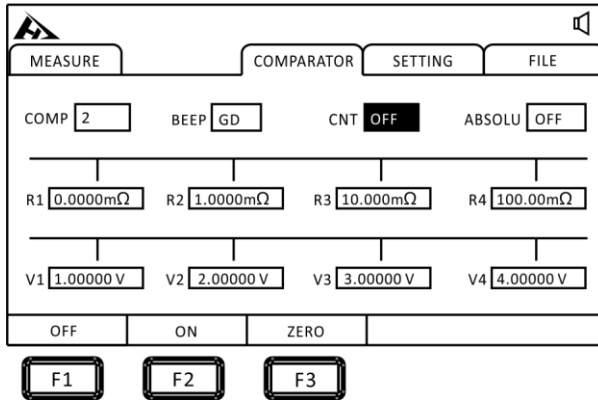 MEASURE COMPARATOR SETTING FILE
COMP 2 BEEP GD CNT OFF ABSOLU OFF
R1 0.0000mΩ R2 1.0000mΩ R3 10.000mΩ R4 100.00mΩ
V1 1.00000 V V2 2.00000 V V3 3.00000 V V4 4.00000 V
OFF ON ZERO
F1 F2 F3